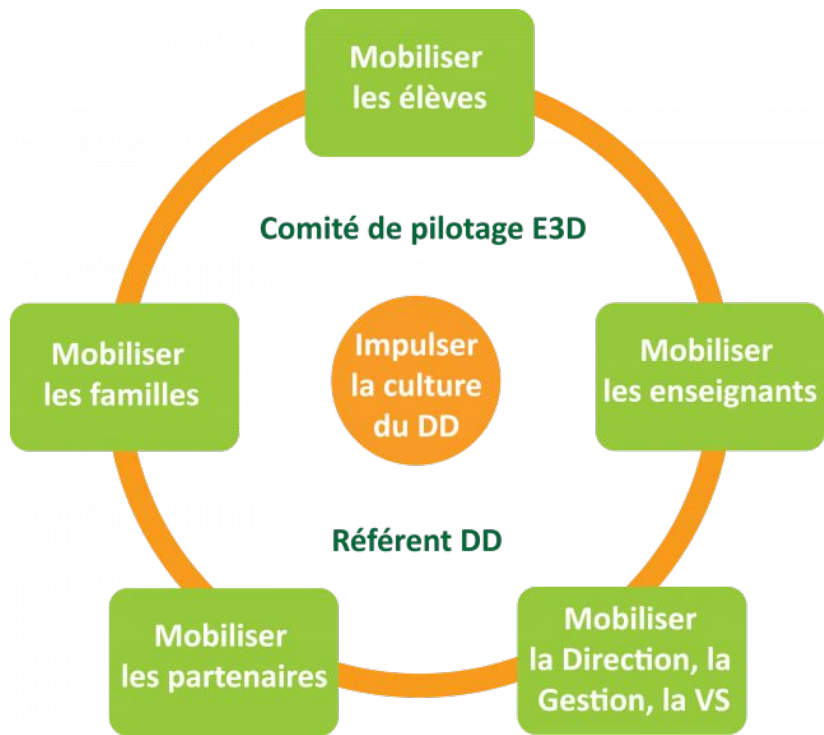 Mobiliser
les élèves
Comité de pilotage E3D
Mobiliser
les familles
Impulser
la culture
du DD
Mobiliser
les enseignants
Référent DD
Mobiliser
les partenaires
Mobiliser
la Direction, la
Gestion, la VS